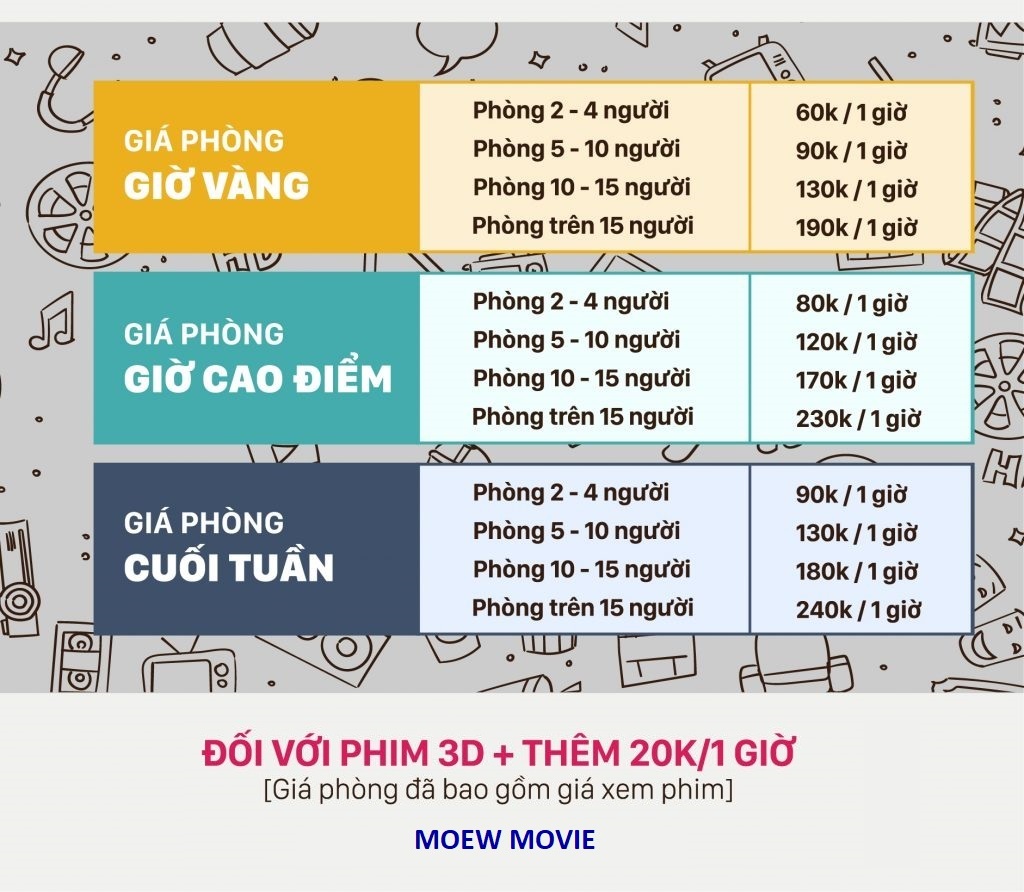 GIÁ PHÒNG
GIỜ VÀNG
Phòng 2 - 4 người 60k / 1 giờ
Phòng 5 - 10 người 90k / 1 giờ
Phòng 10 - 15 người 130k / 1 giờ
Phòng trên 15 người 190k / 1 giờ
HD
GIÁ PHÒNG
GIỜ CAO ĐIỂM
Phòng 2 - 4 người 80k / 1 giờ
Phòng 5 - 10 người 120k / 1 giờ
Phòng 10 - 15 người 170k / 1 giờ
Phòng trên 15 người 230k / 1 giờ
GIÁ PHÒNG
CUỐI TUẦN
Phòng 2 - 4 người 90k / 1 giờ
Phòng 5 - 10 người 130k / 1 giờ
Phòng 10 - 15 người 180k / 1 giờ
Phòng trên 15 người 240k / 1 giờ
ĐỐI VỚI PHIM 3D + THÊM 20K/1 GIỜ
[Giá phòng đã bao gồm giá xem phim]
MOEW MOVIE